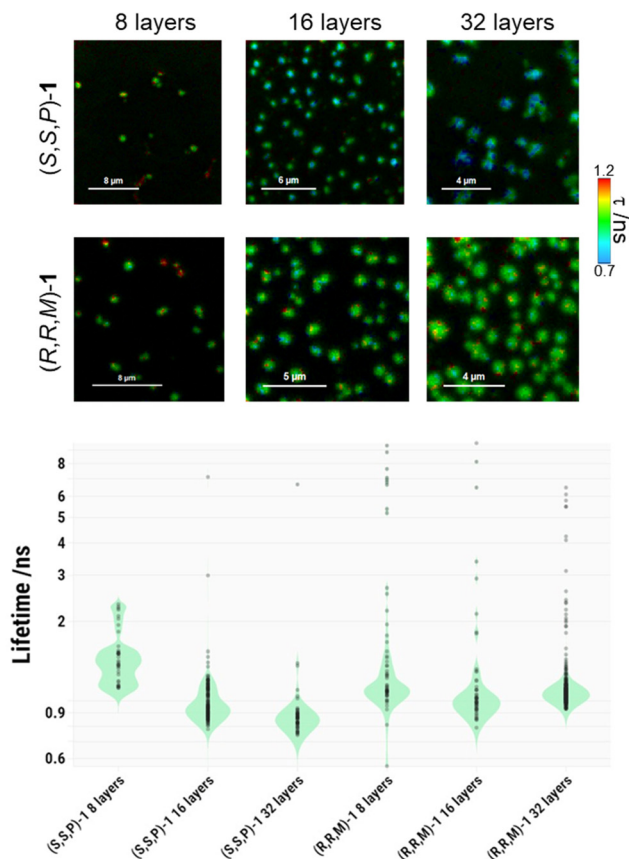 8 layers 16 layers 32 layers
(S,S,P)-1
8 µm 6 µm 4 µm
1.2
τ /ns
0.7
(R,R,M)-1
8 µm 5 µm 4 µm
Lifetime /ns
8
6
5
4
3
2
0.9
0.6
(S,S,P)-1 8 layers
(S,S,P)-1 16 layers
(S,S,P)-1 32 layers
(R,R,M)-1 8 layers
(R,R,M)-1 16 layers
(R,R,M)-1 32 layers